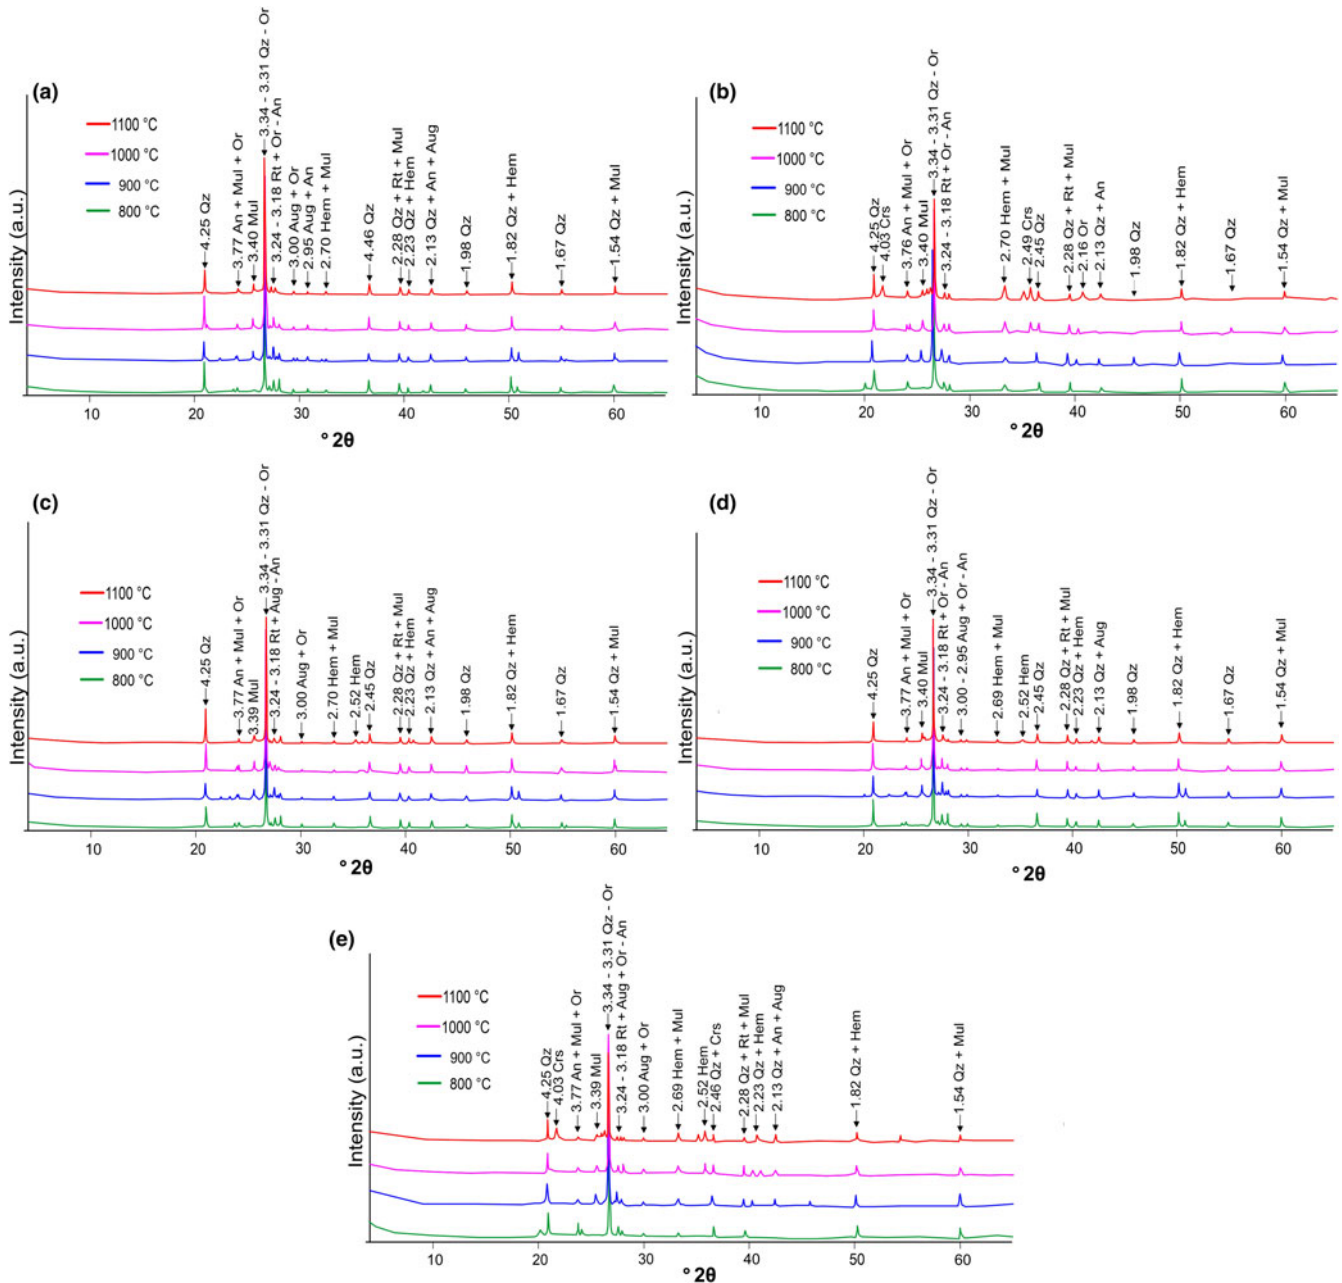 (a)
1100 °C
1000 °C
900 °C
800 °C
Intensity (a.u.)
4.25 Qz
3.77 An + Mul + Or
3.40 Mul
3.34 - 3.31 Qz - Or
3.24 - 3.18 Rt + Or - An
3.00 Aug + Or
2.95 Aug + An
2.70 Hem + Mul
4.46 Qz
2.28 Qz + Rt + Mul
2.23 Qz + Hem
2.13 Qz + An + Aug
1.98 Qz
1.82 Qz + Hem
1.67 Qz
1.54 Qz + Mul
10 20 30 40 50 60
° 2θ
(b)
1100 °C
1000 °C
900 °C
800 °C
Intensity (a.u.)
4.25 Qz
4.03 Crs
3.76 An + Mul + Or
3.40 Mul
3.34 - 3.31 Qz - Or
3.24 - 3.18 Rt + Or - An
2.70 Hem + Mul
2.49 Crs
2.45 Qz
2.28 Qz + Rt + Mul
2.16 Or
2.13 Qz + An
1.98 Qz
1.82 Qz + Hem
1.67 Qz
1.54 Qz + Mul
10 20 30 40 50 60
° 2θ
(c)
1100 °C
1000 °C
900 °C
800 °C
Intensity (a.u.)
4.25 Qz
3.77 An + Mul + Or
3.39 Mul
3.34 - 3.31 Qz - Or
3.24 - 3.18 Rt + Aug - An
3.00 Aug + Or
2.70 Hem + Mul
2.52 Hem
2.45 Qz
2.28 Qz + Rt + Mul
2.23 Qz + Hem
2.13 Qz + An + Aug
1.98 Qz
1.82 Qz + Hem
1.67 Qz
1.54 Qz + Mul
10 20 30 40 50 60
° 2θ
(d)
1100 °C
1000 °C
900 °C
800 °C
Intensity (a.u.)
4.25 Qz
3.77 An + Mul + Or
3.40 Mul
3.34 - 3.31 Qz - Or
3.24 - 3.18 Rt + Or - An
3.00 - 2.95 Aug + Or - An
2.69 Hem + Mul
2.52 Hem
2.45 Qz
2.28 Qz + Rt + Mul
2.23 Qz + Hem
2.13 Qz + Aug
1.98 Qz
1.82 Qz + Hem
1.67 Qz
1.54 Qz + Mul
10 20 30 40 50 60
° 2θ
(e)
1100 °C
1000 °C
900 °C
800 °C
Intensity (a.u.)
4.25 Qz
4.03 Crs
3.77 An + Mul + Or
3.39 Mul
3.34 - 3.31 Qz - Or
3.24 - 3.18 Rt + Aug + Or - An
3.00 Aug + Or
2.69 Hem + Mul
2.52 Hem
2.46 Qz + Crs
2.28 Qz + Rt + Mul
2.23 Qz + Hem
2.13 Qz + An + Aug
1.82 Qz + Hem
1.54 Qz + Mul
10 20 30 40 50 60
° 2θ